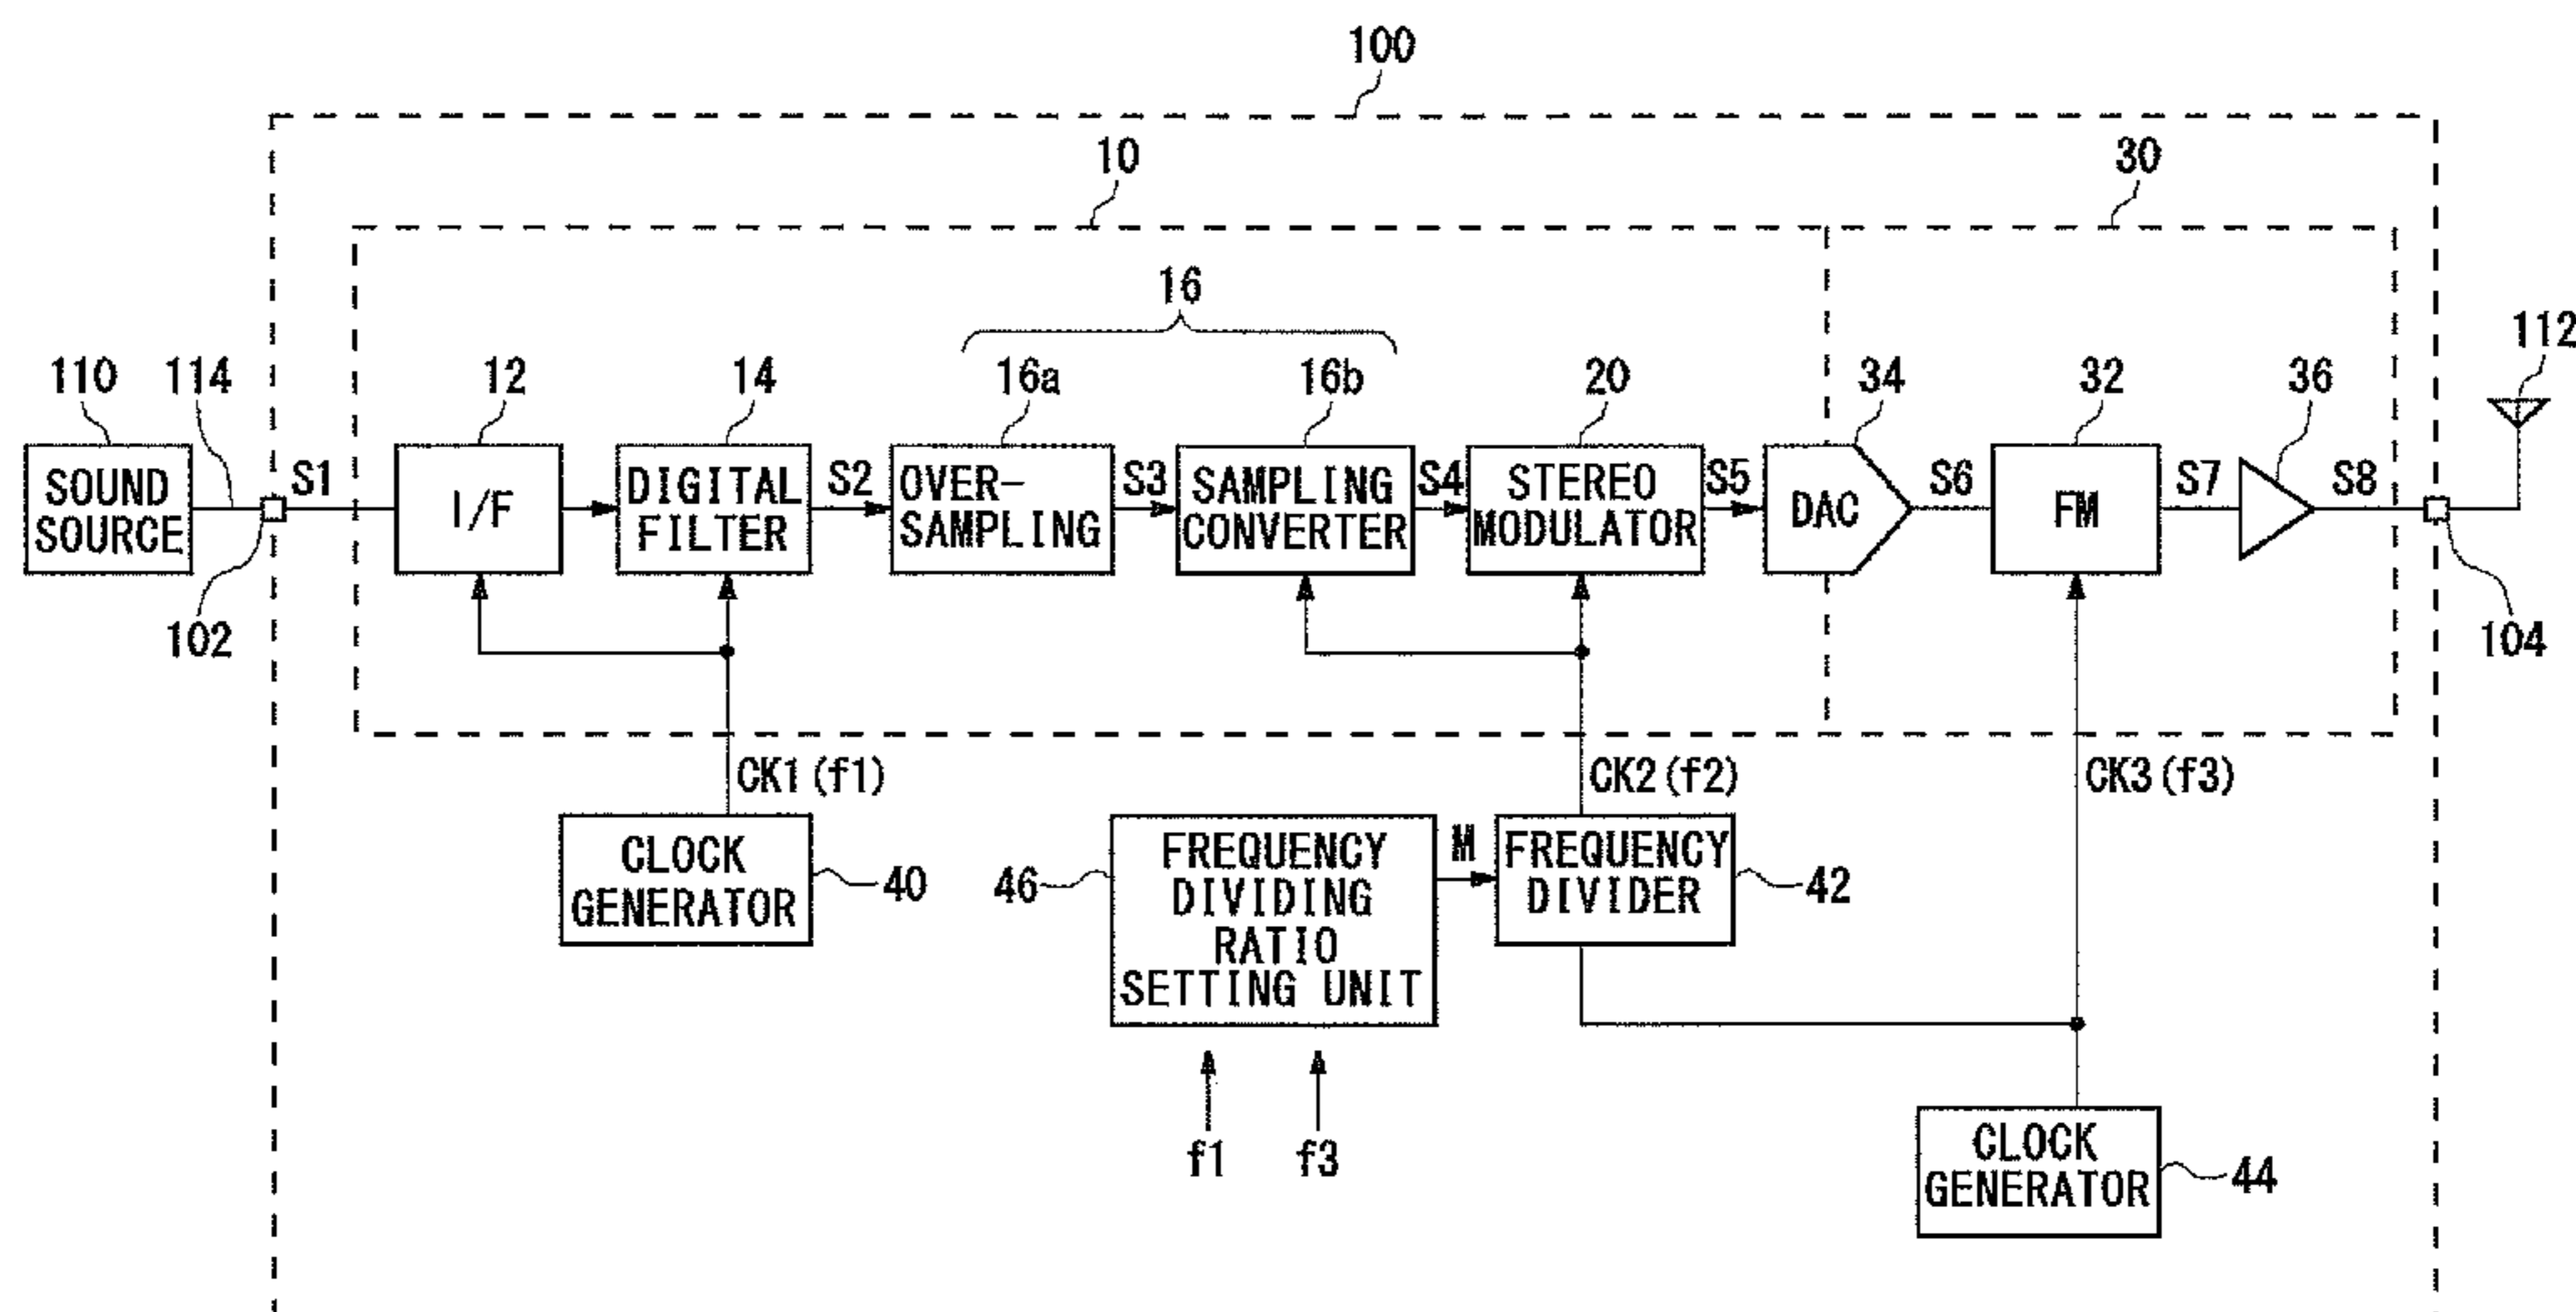 100
10
30
16
110
114
12
14
16a
16b
20
34
32
36
112
SOUND
SOURCE
S1
I/F
DIGITAL
FILTER
S2
OVER-
SAMPLING
S3
SAMPLING
CONVERTER
S4
STEREO
MODULATOR
S5
DAC
S6
FM
S7
S8
102
104
CK1(f1)
CK2(f2)
CK3(f3)
CLOCK
GENERATOR
40
46
FREQUENCY
DIVIDING
RATIO
SETTING UNIT
M
FREQUENCY
DIVIDER
42
f1
f3
CLOCK
GENERATOR
44